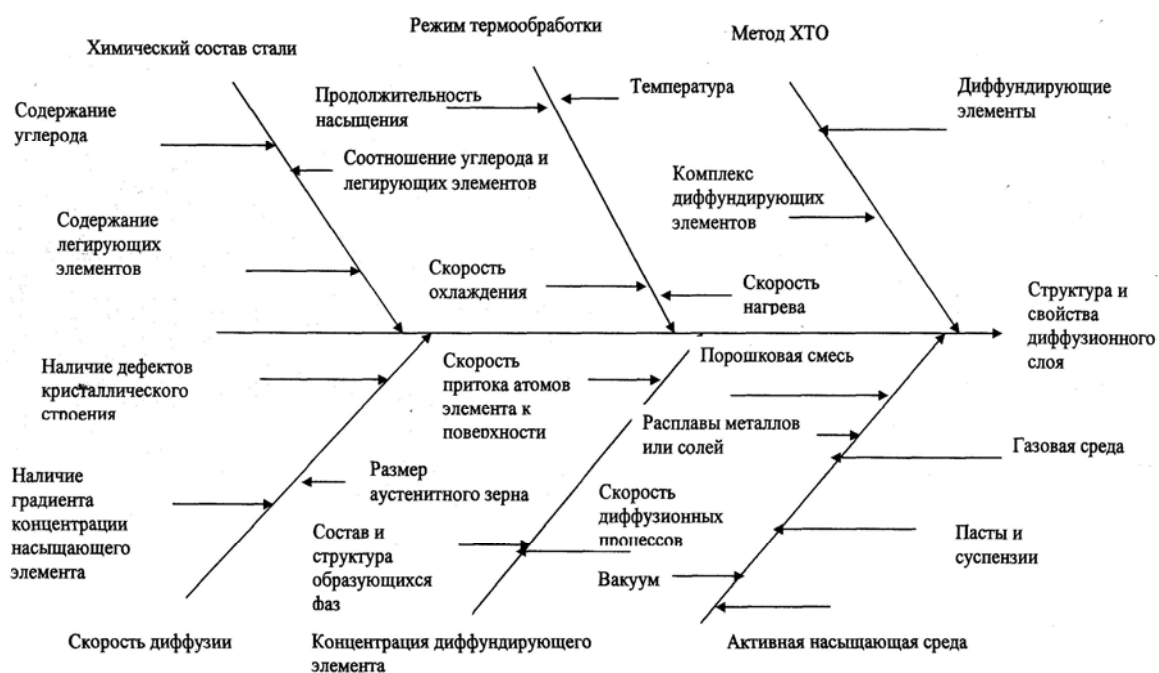 Режим термообработки
Химический состав стали
Метод ХТО
Содержание
углерода
Продолжительность
насыщения
Температура
Диффундирующие
элементы
Соотношение углерода и
легирующих элементов
Комплекс
диффундирующих
элементов
Содержание
легирующих
элементов
Скорость
охлаждения
Скорость
нагрева
Структура и
свойства
диффузионного
слоя
Наличие дефектов
кристаллического
строения
Скорость
притока атомов
элемента к
поверхности
Порошковая смесь
Расплавы металлов
или солей
Газовая среда
Наличие
градиента
концентрации
насыщающего
элемента
Размер
аустенитного зерна
Состав и
структура
образующихся
фаз
Скорость
диффузионных
процессов
Вакуум
Пасты и
суспензии
Скорость диффузии
Концентрация диффундирующего
элемента
Активная насыщающая среда